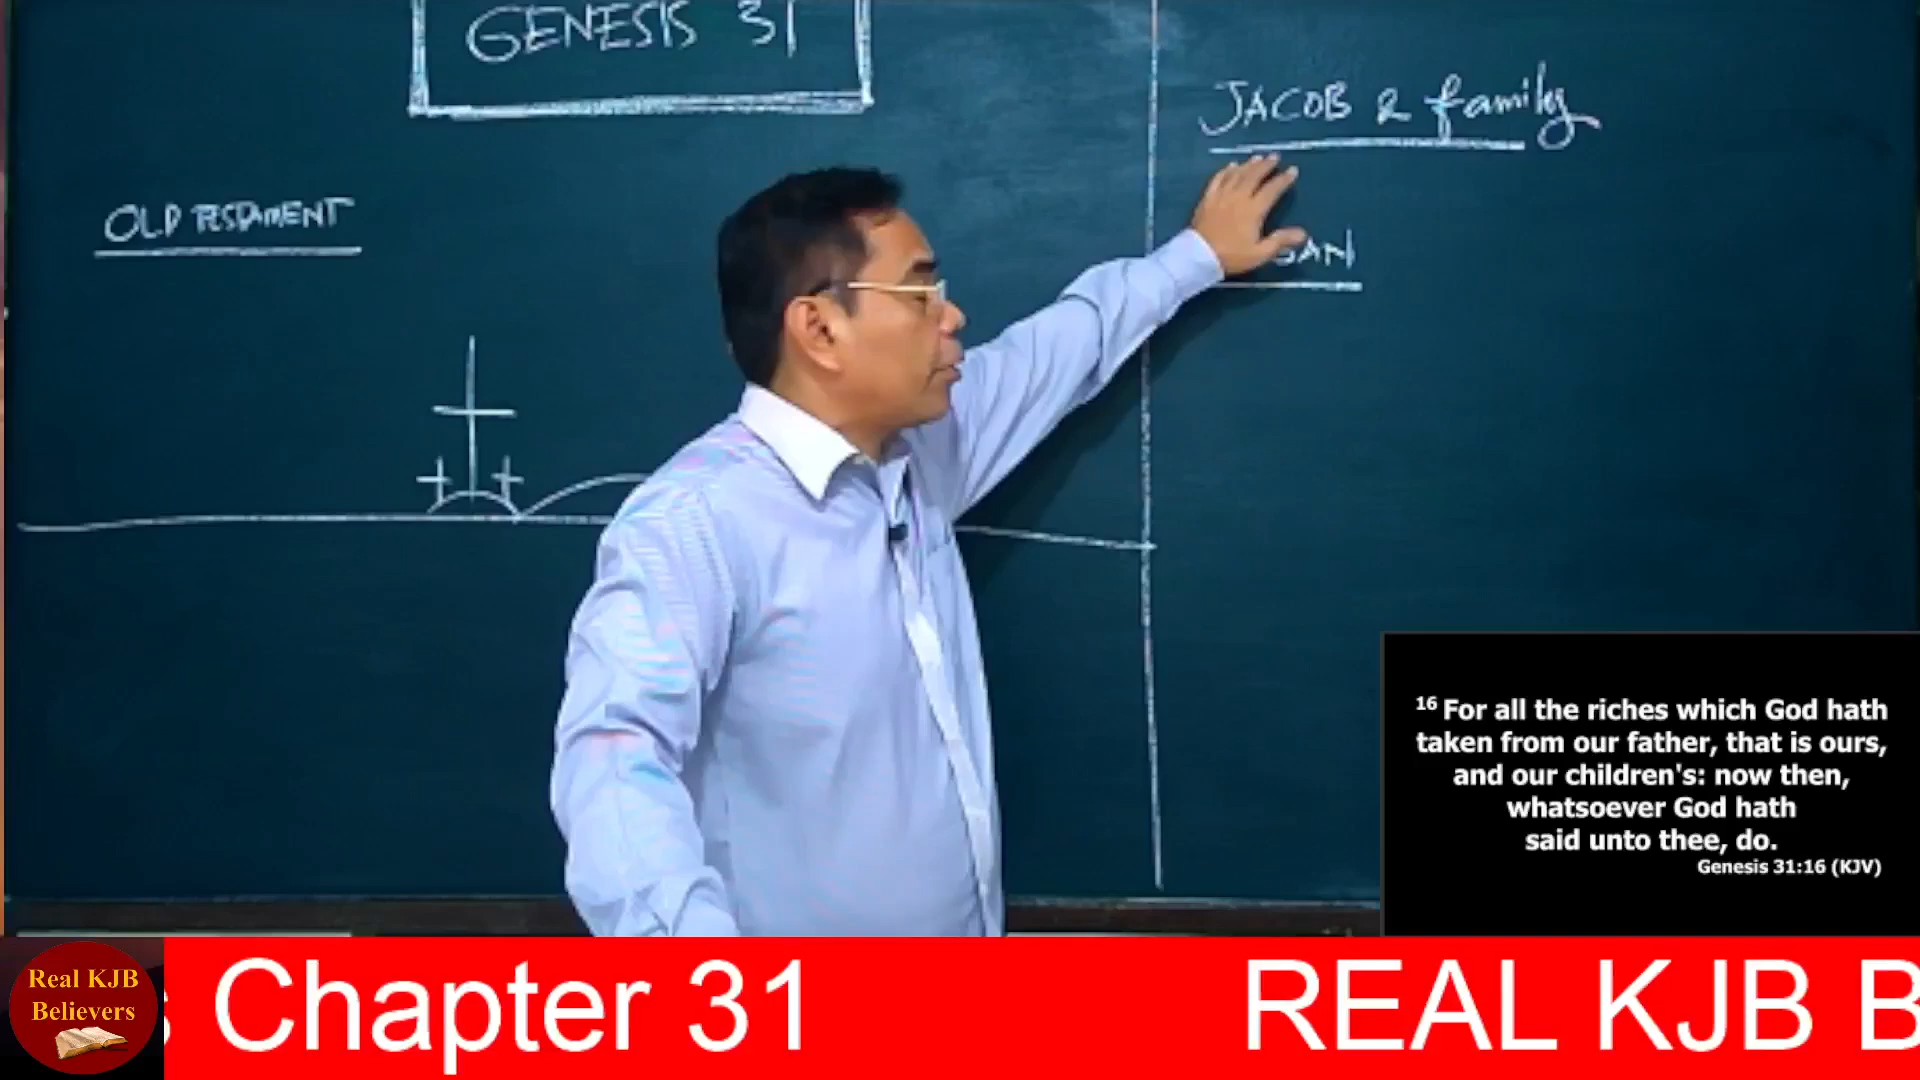 GENESIS 31
JACOB & family
OLD TESTAMENT
16 For all the riches which God hath
taken from our father, that is ours,
and our children's: now then,
whatsoever God hath
said unto thee, do.
Genesis 31:16 (KJV)
Real KJB
Believers
s Chapter 31
REAL KJB B